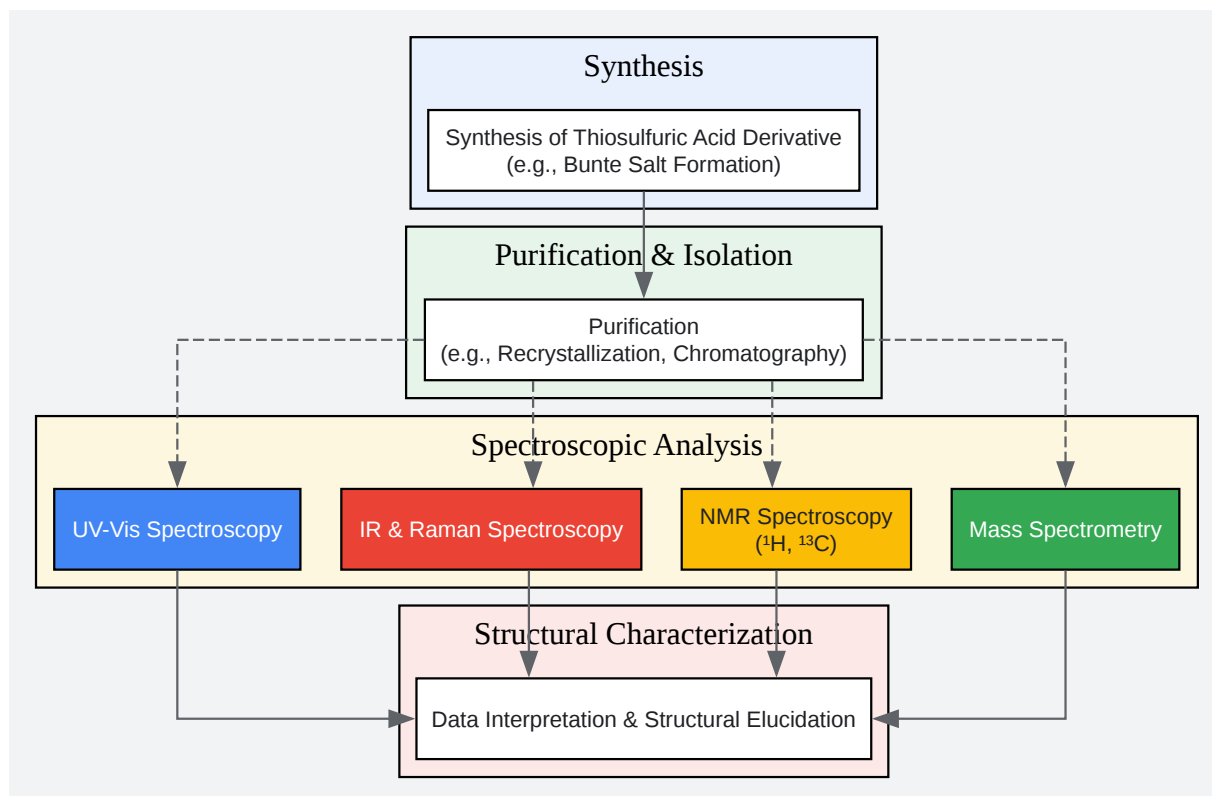 Synthesis
Synthesis of Thiosulfuric Acid Derivative
(e.g., Bunte Salt Formation)
Purification & Isolation
Purification
(e.g., Recrystallization, Chromatography)
Spectroscopic Analysis
UV-Vis Spectroscopy
IR & Raman Spectroscopy
NMR Spectroscopy
(¹H, ¹³C)
Mass Spectrometry
Structural Characterization
Data Interpretation & Structural Elucidation